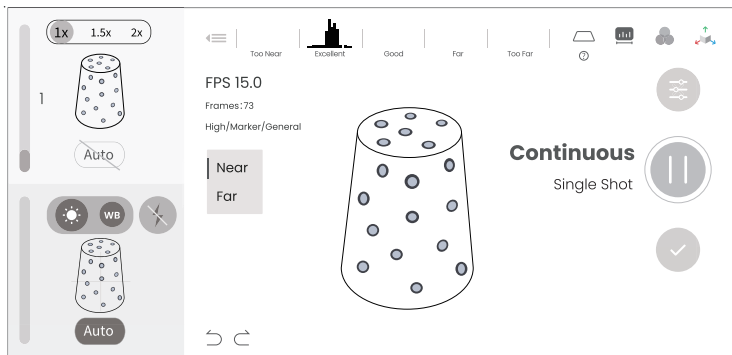 1x 1.5x 2x
1
Auto
WB
Auto
Too Near Excellent Good Far Too Far
?
FPS 15.0
Frames:73
High/Marker/General
Near
Far
Continuous
Single Shot